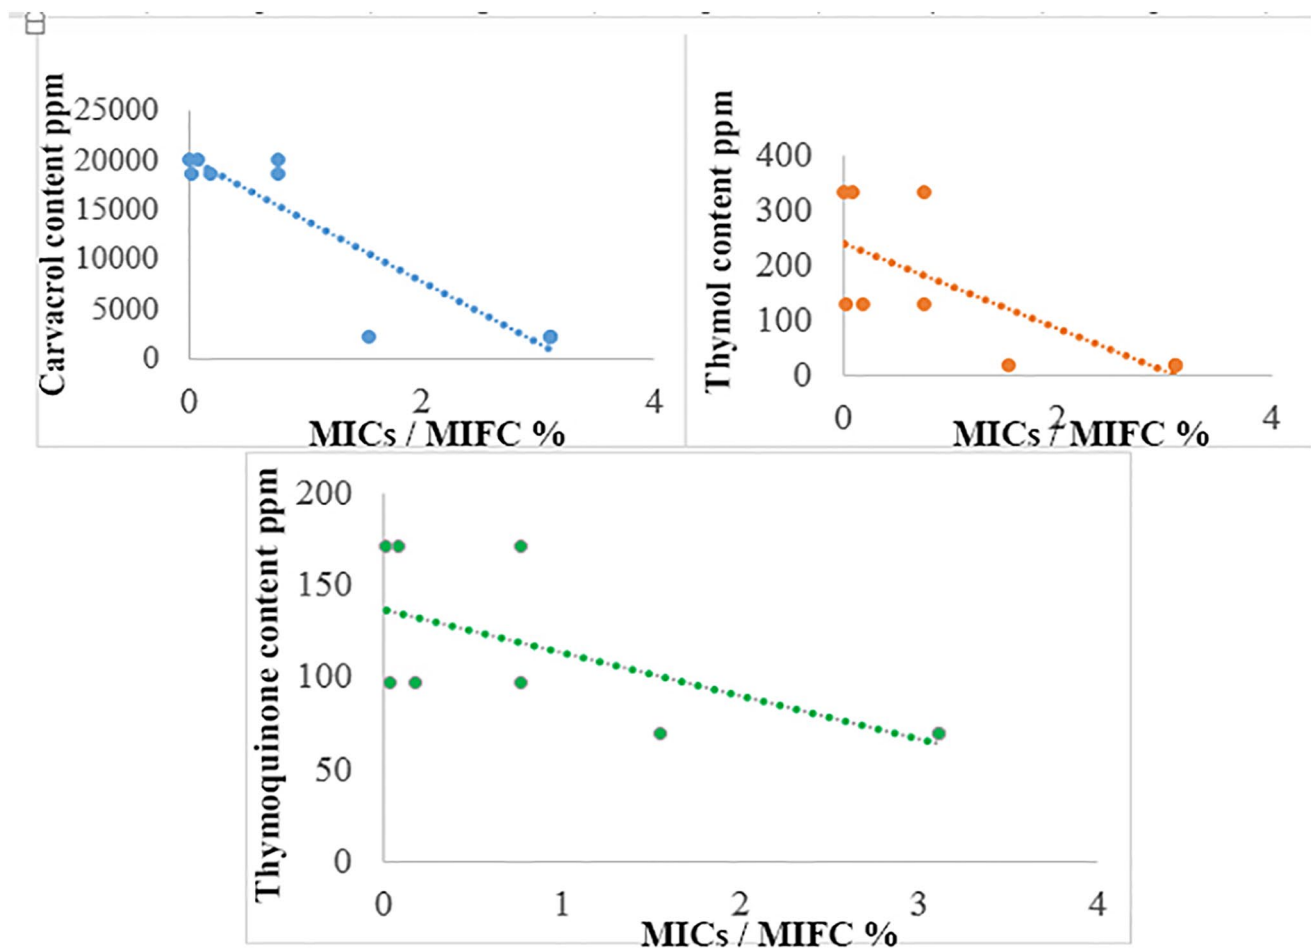 Carvacrol content ppm
25000
20000
15000
10000
5000
0
0 2 4
MICs / MIFC %
Thymol content ppm
400
300
200
100
0
0 2 4
MICs / MIFC %
Thymoquinone content ppm
200
150
100
50
0
0 1 2 3 4
MICs / MIFC %